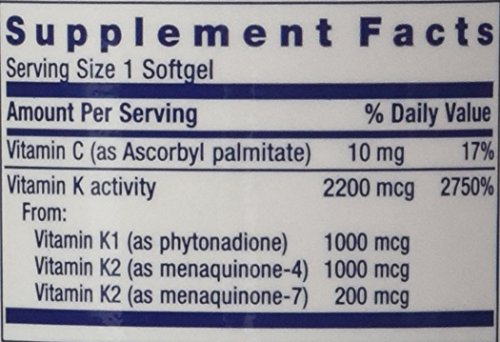 Supplement Facts
Serving Size 1 Softgel
Amount Per Serving % Daily Value
Vitamin C (as Ascorbyl palmitate) 10 mg 17%
Vitamin K activity 2200 mcg 2750%
From:
Vitamin K1 (as phytonadione) 1000 mcg
Vitamin K2 (as menaquinone-4) 1000 mcg
Vitamin K2 (as menaquinone-7) 200 mcg